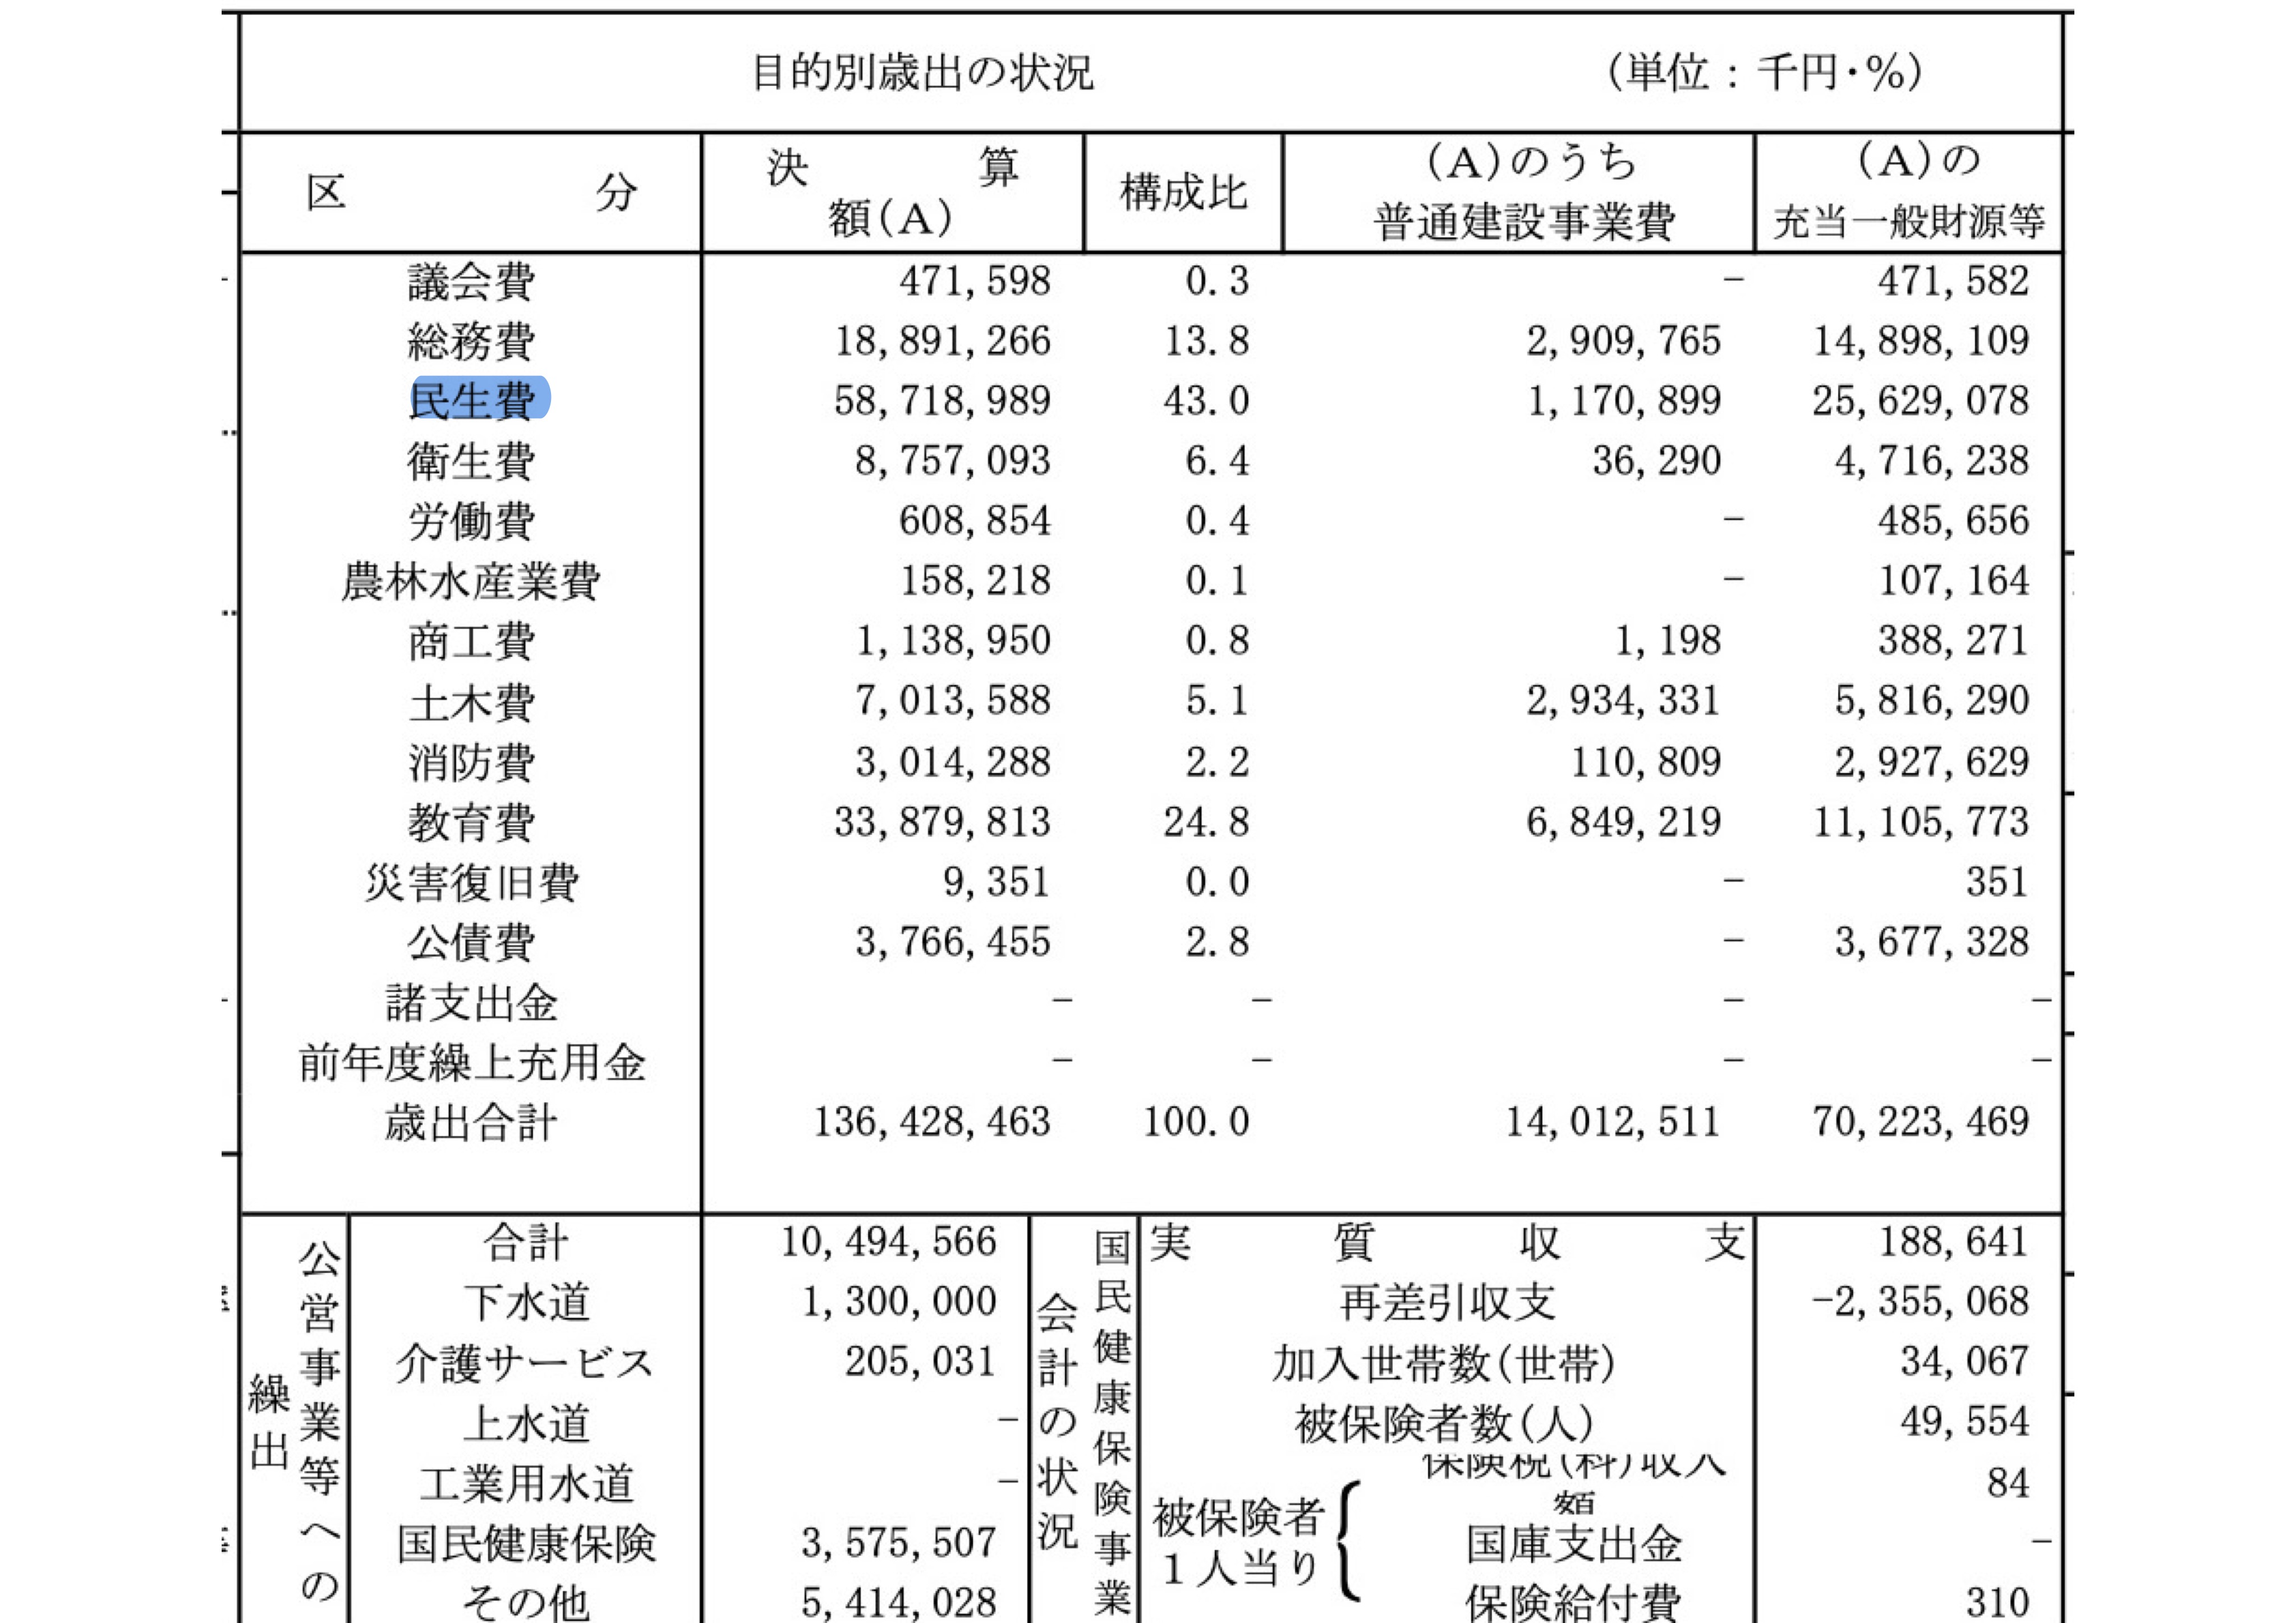 目的別歳出の状況 (単位：千円・%)
区分 決算額(A) 構成比 (A)のうち普通建設事業費 (A)の充当一般財源等
議会費 471,598 0.3 － 471,582
総務費 18,891,266 13.8 2,909,765 14,898,109
民生費 58,718,989 43.0 1,170,899 25,629,078
衛生費 8,757,093 6.4 36,290 4,716,238
労働費 608,854 0.4 － 485,656
農林水産業費 158,218 0.1 － 107,164
商工費 1,138,950 0.8 1,198 388,271
土木費 7,013,588 5.1 2,934,331 5,816,290
消防費 3,014,288 2.2 110,809 2,927,629
教育費 33,879,813 24.8 6,849,219 11,105,773
災害復旧費 9,351 0.0 － 351
公債費 3,766,455 2.8 － 3,677,328
諸支出金 － － － －
前年度繰上充用金 － － － －
歳出合計 136,428,463 100.0 14,012,511 70,223,469
公営事業等への
繰出
合計 10,494,566
下水道 1,300,000
介護サービス 205,031
上水道 －
工業用水道 －
国民健康保険 3,575,507
その他 5,414,028
国民健康保険事業
会計の状況
実質収支 188,641
再差引収支 -2,355,068
加入世帯数(世帯) 34,067
被保険者数(人) 49,554
被保険者1人当り
保険税(料)収入額 84
国庫支出金 －
保険給付費 310